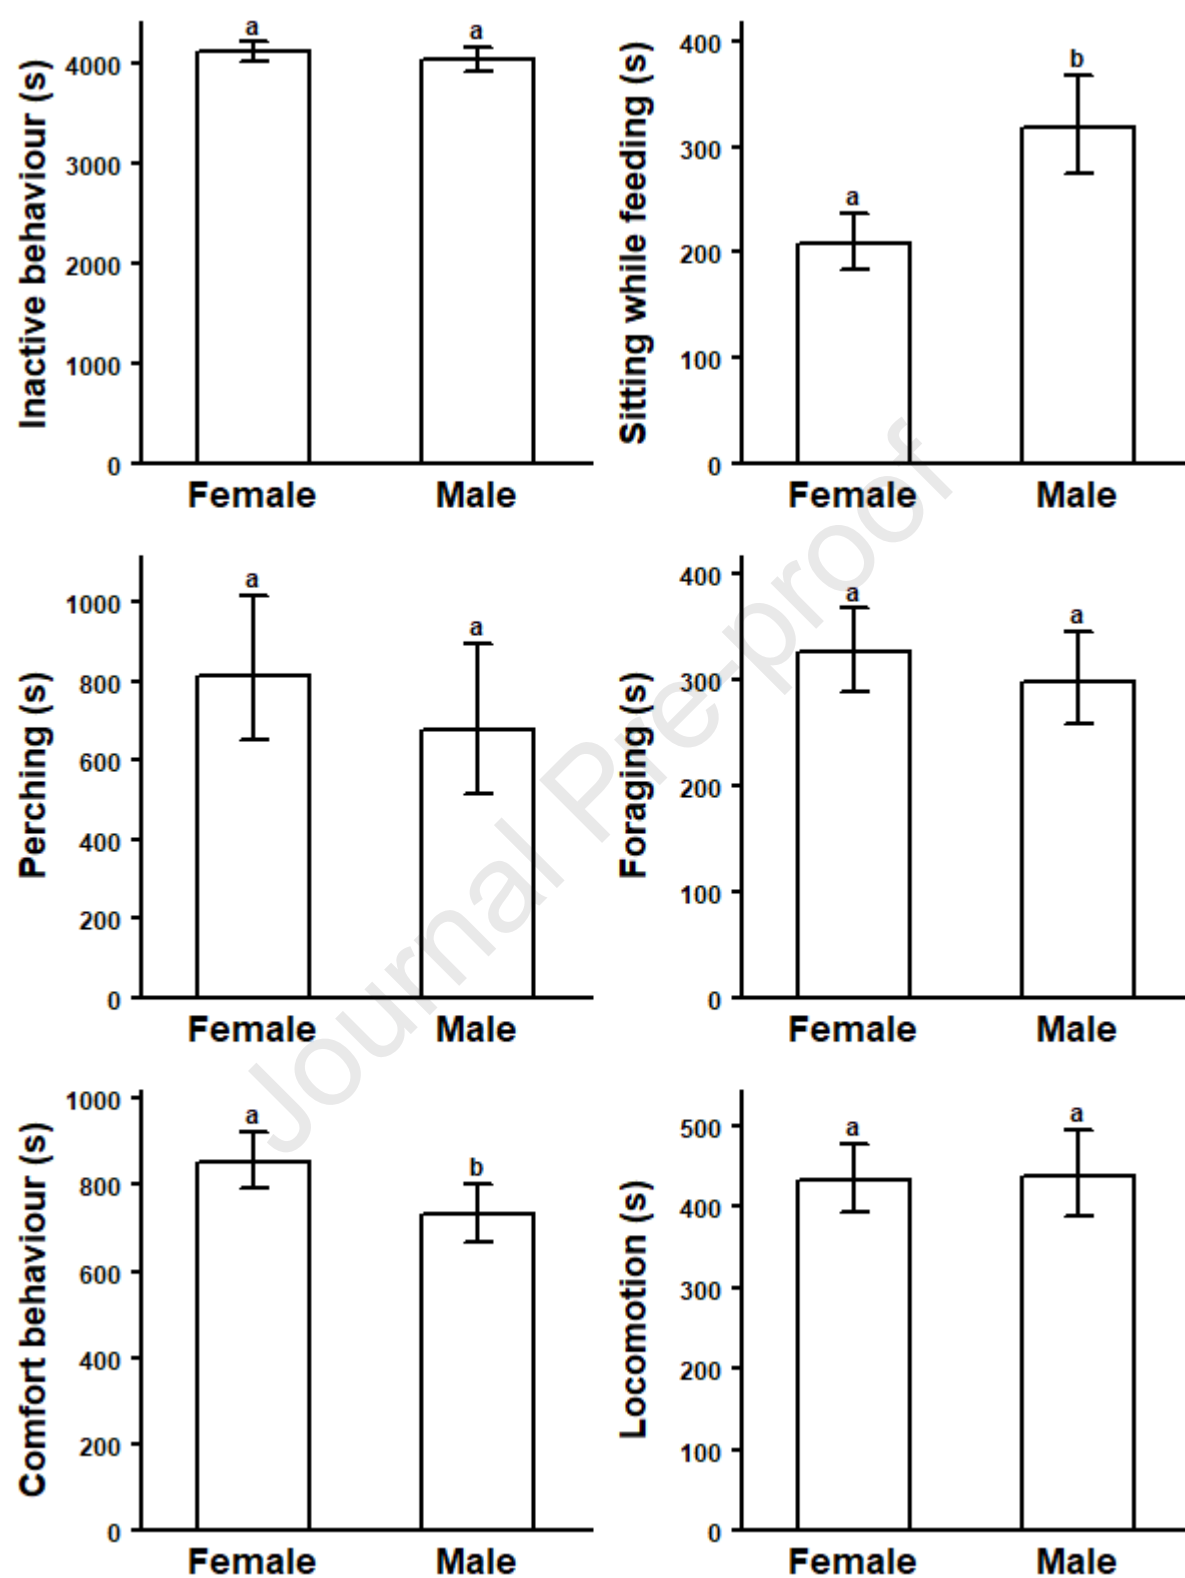 Inactive behaviour (s)
4000
3000
2000
1000
0
a
a
Female Male
Sitting while feeding (s)
400
300
200
100
0
a
b
Female Male
Perching (s)
1000
800
600
400
200
0
a
a
Female Male
Foraging (s)
400
300
200
100
0
a
a
Female Male
Comfort behaviour (s)
1000
800
600
400
200
0
a
b
Female Male
Locomotion (s)
500
400
300
200
100
0
a
a
Female Male
Journal Pre-proof